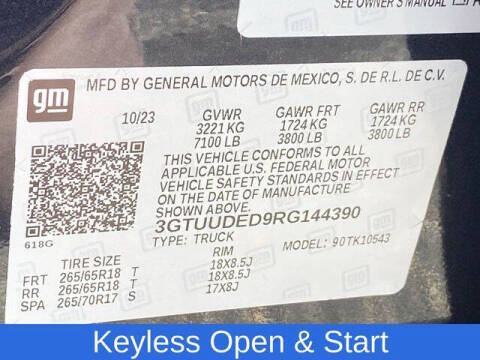 SEE OWNER'S MANUAL
gm
MFD BY GENERAL MOTORS DE MEXICO, S. DE R.L. DE C.V.
10/23 GVWR GAWR FRT GAWR RR
3221 KG 1724 KG 1724 KG
7100 LB 3800 LB 3800 LB
THIS VEHICLE CONFORMS TO ALL
APPLICABLE U.S. FEDERAL MOTOR
VEHICLE SAFETY STANDARDS IN EFFECT
ON THE DATE OF MANUFACTURE SHOWN ABOVE.
3GTUUDED9RG144390
618G
TYPE: TRUCK MODEL: 90TK10543
TIRE SIZE RIM
FRT 265/65R18 T 18X8.5J
RR 265/65R18 T 18X8.5J
SPA 265/70R17 S 17X8J
Keyless Open & Start